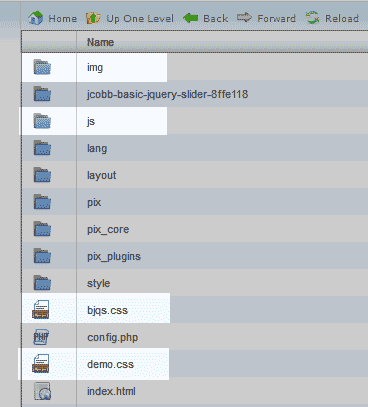 Home Up One Level Back Forward Reload
Name
img
jcobb-basic-jquery-slider-8ffe118
js
lang
layout
pix
pix_core
pix_plugins
style
bjqs.css
PHP config.php
demo.css
index.html